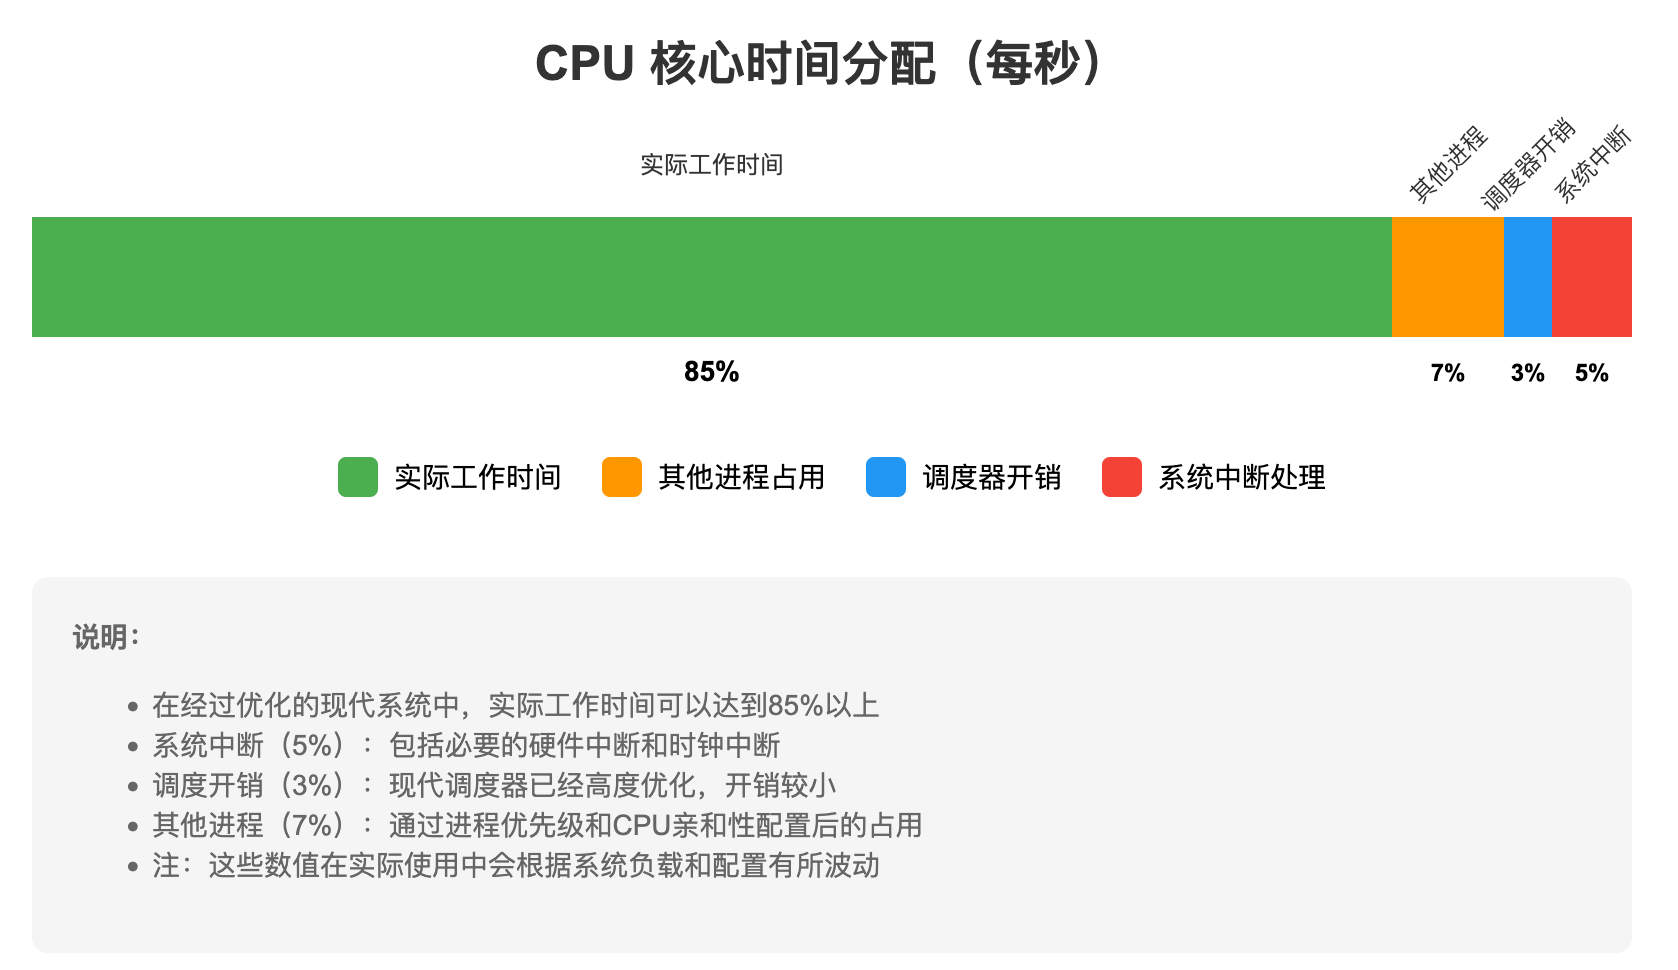 CPU 核心时间分配（每秒）
实际工作时间
其他进程
调度器开销
系统中断
85%
7%
3%
5%
实际工作时间
其他进程占用
调度器开销
系统中断处理
说明：
• 在经过优化的现代系统中，实际工作时间可以达到85%以上
• 系统中断（5%）：包括必要的硬件中断和时钟中断
• 调度开销（3%）：现代调度器已经高度优化，开销较小
• 其他进程（7%）：通过进程优先级和CPU亲和性配置后的占用
• 注：这些数值在实际使用中会根据系统负载和配置有所波动